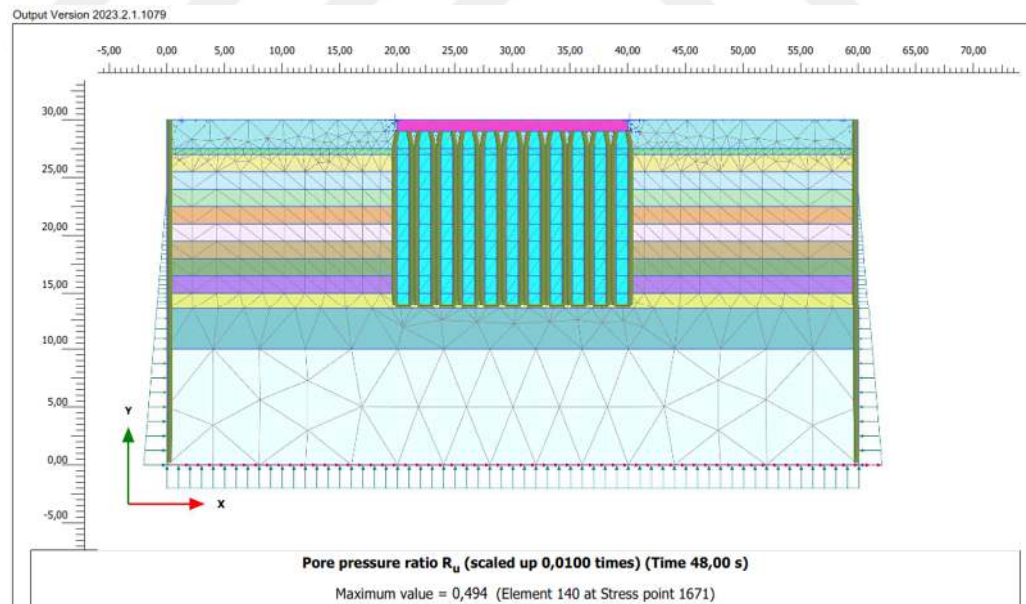 Output Version 2023.2.1.1079
-5,00 0,00 5,00 10,00 15,00 20,00 25,00 30,00 35,00 40,00 45,00 50,00 55,00 60,00 65,00 70,00
30,00
25,00
20,00
15,00
10,00
5,00
Y
0,00
X
-5,00
Pore pressure ratio Ru (scaled up 0,0100 times) (Time 48,00 s)
Maximum value = 0,494 (Element 140 at Stress point 1671)